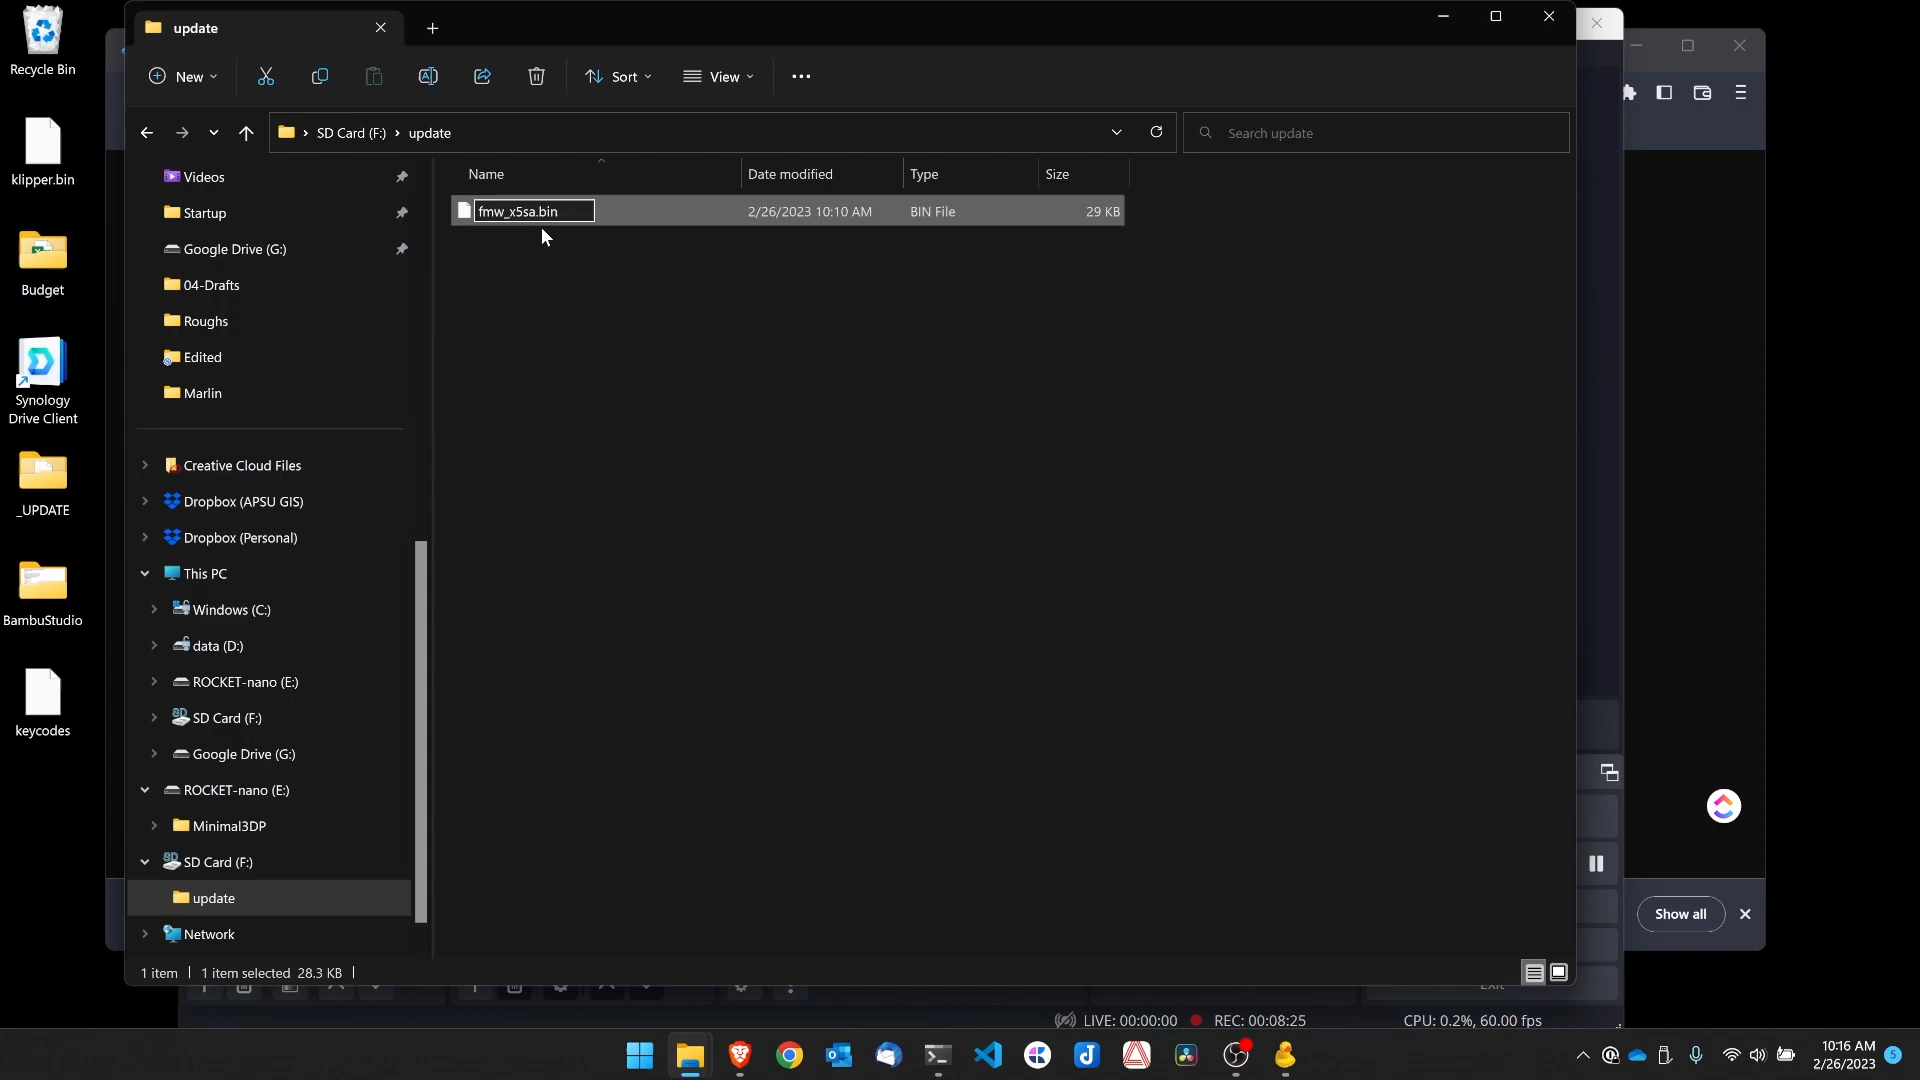 Recycle Bin
klipper.bin
Budget
Synology
Drive Client
_UPDATE
BambuStudio
keycodes
update
New
Sort
View
SD Card (F:)
update
Search update
Videos
Startup
Google Drive (G:)
04-Drafts
Roughs
Edited
Marlin
Creative Cloud Files
Dropbox (APSU GIS)
Dropbox (Personal)
This PC
Windows (C:)
data (D:)
ROCKET-nano (E:)
SD Card (F:)
Google Drive (G:)
ROCKET-nano (E:)
Minimal3DP
SD Card (F:)
update
Network
Name
Date modified
Type
Size
fmw_x5sa.bin
2/26/2023 10:10 AM
BIN File
29 KB
1 item
1 item selected 28.3 KB
Show all
Exit
LIVE: 00:00:00
REC: 00:08:25
CPU: 0.2%, 60.00 fps
10:16 AM
2/26/2023
5